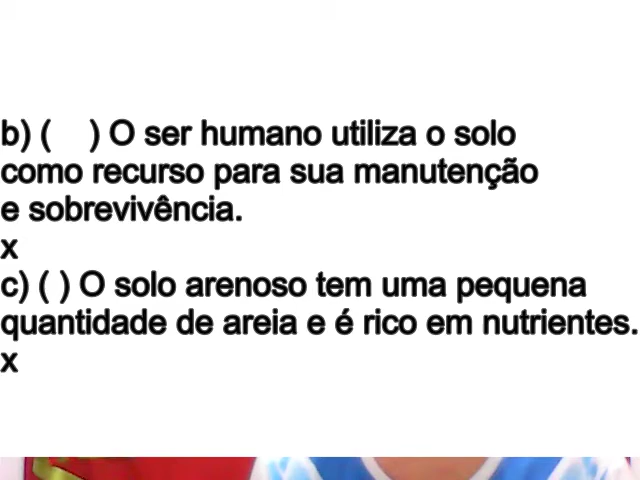 b) (    ) O ser humano utiliza o solo
como recurso para sua manutenção
e sobrevivência.
x
c) ( ) O solo arenoso tem uma pequena
quantidade de areia e é rico em nutrientes.
x